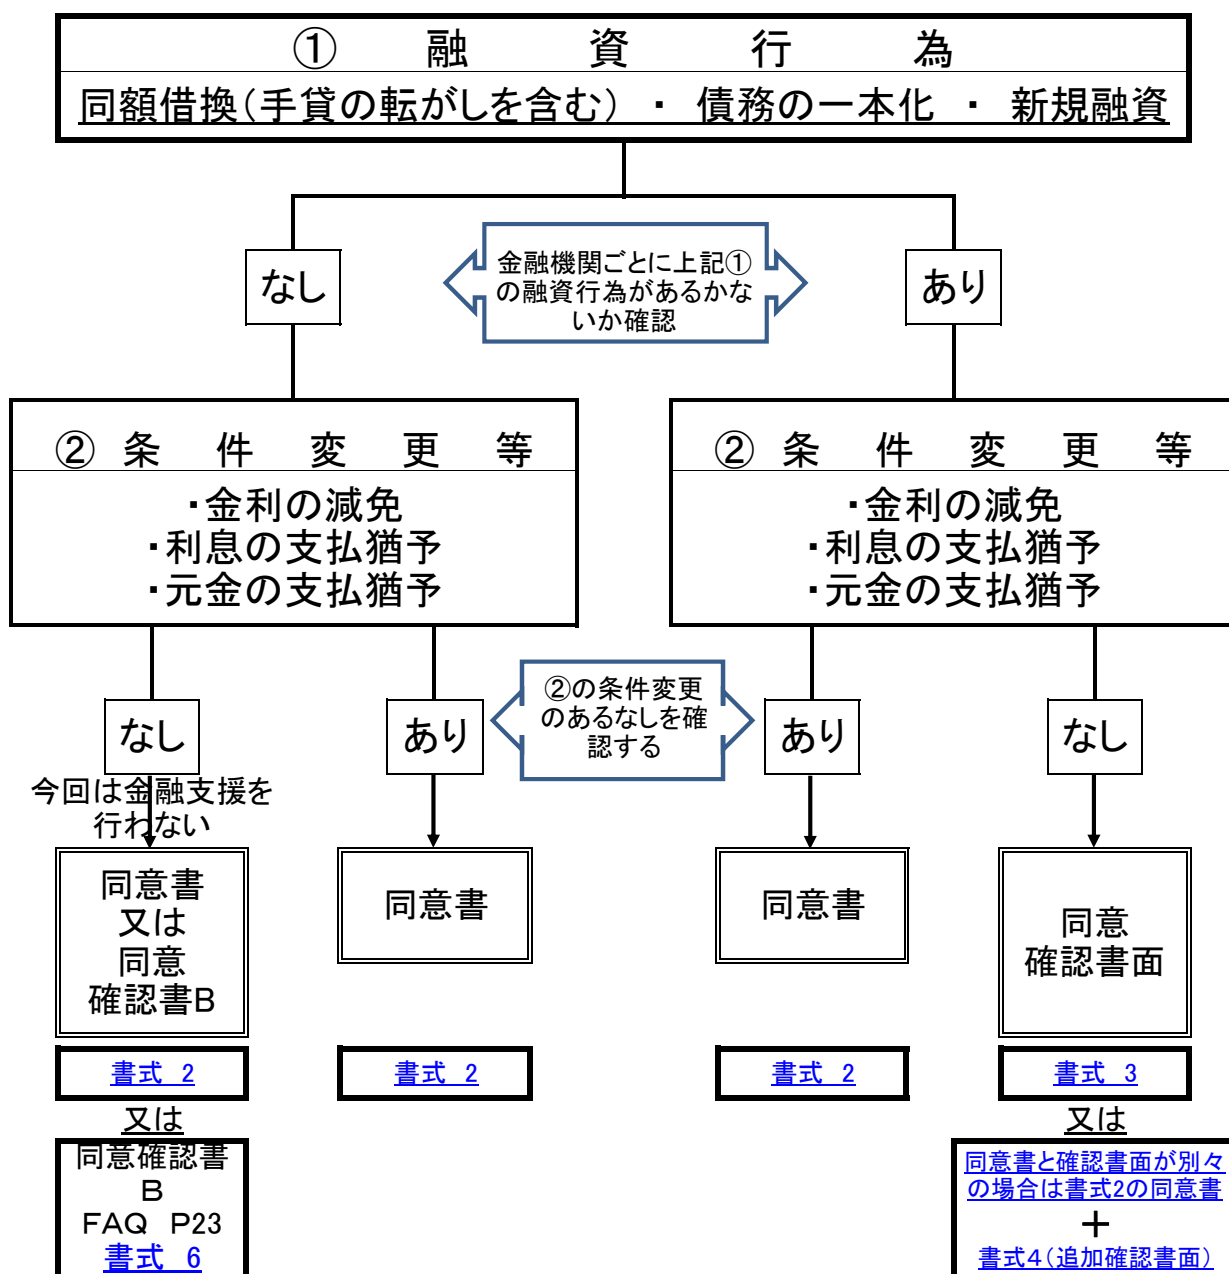 ① 融 資 行 為
同額借換(手貸の転がしを含む) ・ 債務の一本化 ・ 新規融資
なし
金融機関ごとに上記①
の融資行為があるかな
いか確認
あり
② 条 件 変 更 等
・金利の減免
・利息の支払猶予
・元金の支払猶予
② 条 件 変 更 等
・金利の減免
・利息の支払猶予
・元金の支払猶予
なし
あり
②の条件変更
のあるなしを確
認する
あり
なし
今回は金融支援を
行わない
同意書
又は
同意
確認書B
同意書
同意書
同意
確認書面
書式 2
書式 2
書式 2
書式 3
又は
又は
同意確認書
B
FAQ P23
書式 6
同意書と確認書面が別々
の場合は書式2の同意書
+
書式4(追加確認書面)